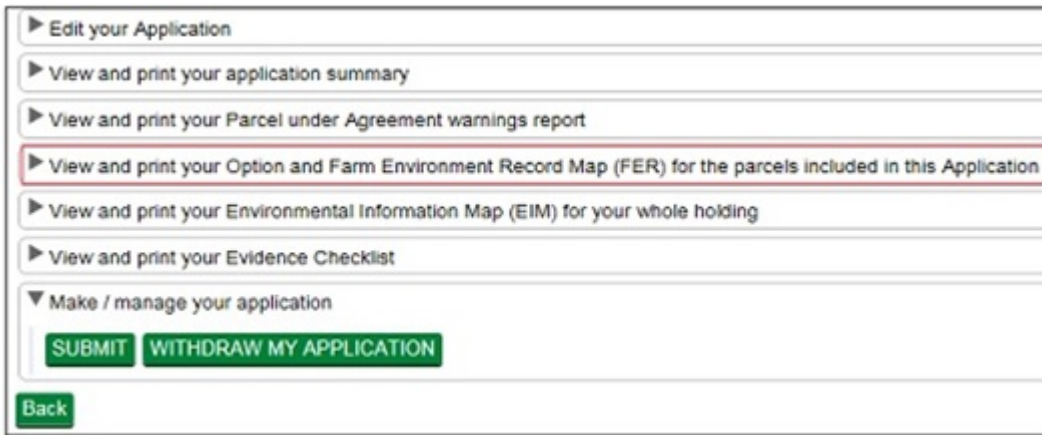 Edit your Application
View and print your application summary
View and print your Parcel under Agreement warnings report
View and print your Option and Farm Environment Record Map (FER) for the parcels included in this Application
View and print your Environmental Information Map (EIM) for your whole holding
View and print your Evidence Checklist
Make / manage your application
SUBMIT WITHDRAW MY APPLICATION
Back